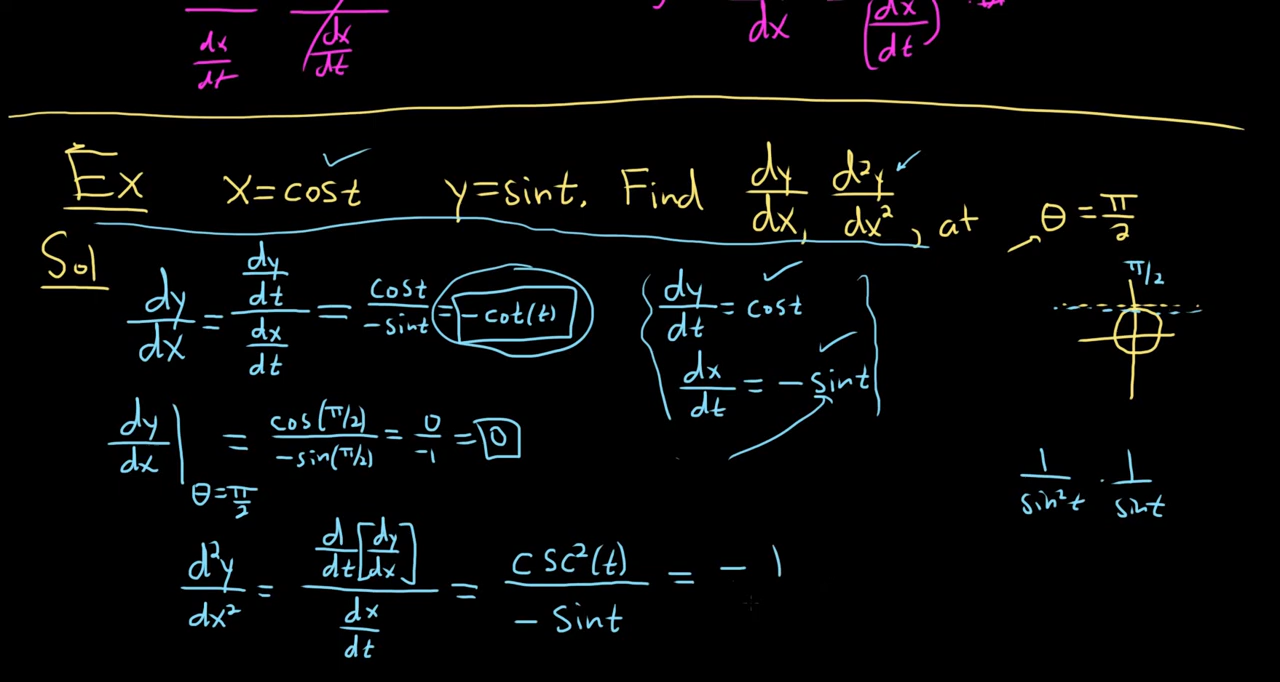 dx/dt dx/dt dx (dx/dt)
Ex x=cost y=sint. Find dy/dx, d²y/dx², at θ = π/2
Sol dy/dx = (dy/dt)/(dx/dt) = cost/-sint = -cot(t) dy/dt = cost π/2
dx/dt = -sint
dy/dx|θ=π/2 = cos(π/2)/-sin(π/2) = 0/-1 = 0 1/sin²t · 1/sint
d²y/dx² = (d/dt[dy/dx])/(dx/dt) = csc²(t)/-sint = - 1